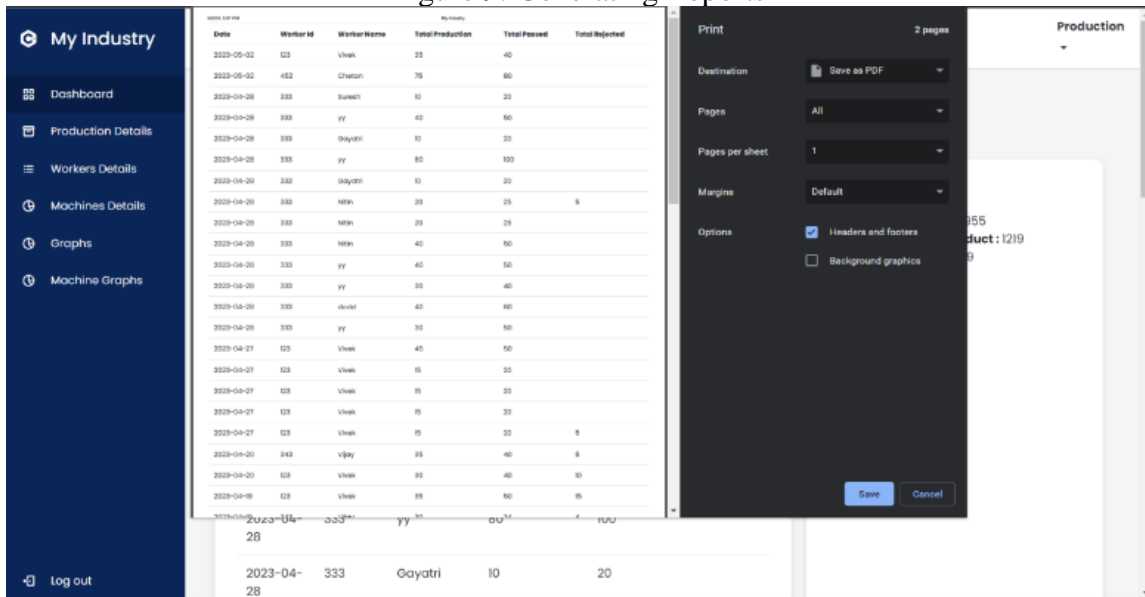 My Industry
Dashboard
Production Details
Workers Details
Machines Details
Graphs
Machine Graphs
Log out
My Industry
Date Worker Id Worker Name Total Production Total Passed Total Rejected
2023-05-02 123 Vivek 35 40
2023-05-02 452 Chetan 75 80
2023-04-28 333 Suresh 10 20
2023-04-28 333 yy 40 50
2023-04-28 333 Gayatri 10 20
2023-04-28 333 yy 80 100
2023-04-28 333 Gayatri 10 20
2023-04-28 333 Nitin 20 25 5
2023-04-28 333 Nitin 20 25
2023-04-28 333 Nitin 40 50
2023-04-28 333 yy 40 50
2023-04-28 333 yy 30 40
2023-04-28 333 40 60
2023-04-28 333 yy 30 50
2023-04-27 123 Vivek 45 50
2023-04-27 123 Vivek 15 20
2023-04-27 123 Vivek 15 20
2023-04-27 123 Vivek 15 20
2023-04-27 123 Vivek 15 20 5
2023-04-20 343 Vijay 35 40 5
2023-04-20 123 Vivek 30 40 10
2023-04-19 123 Vivek 35 50 15
Print 2 pages
Destination Save as PDF
Pages All
Pages per sheet 1
Margins Default
Options Headers and footers
Background graphics
Save Cancel
Production
955
duct : 1219
9
2023-04- 333 yy 80 100
28
2023-04- 333 Gayatri 10 20
28